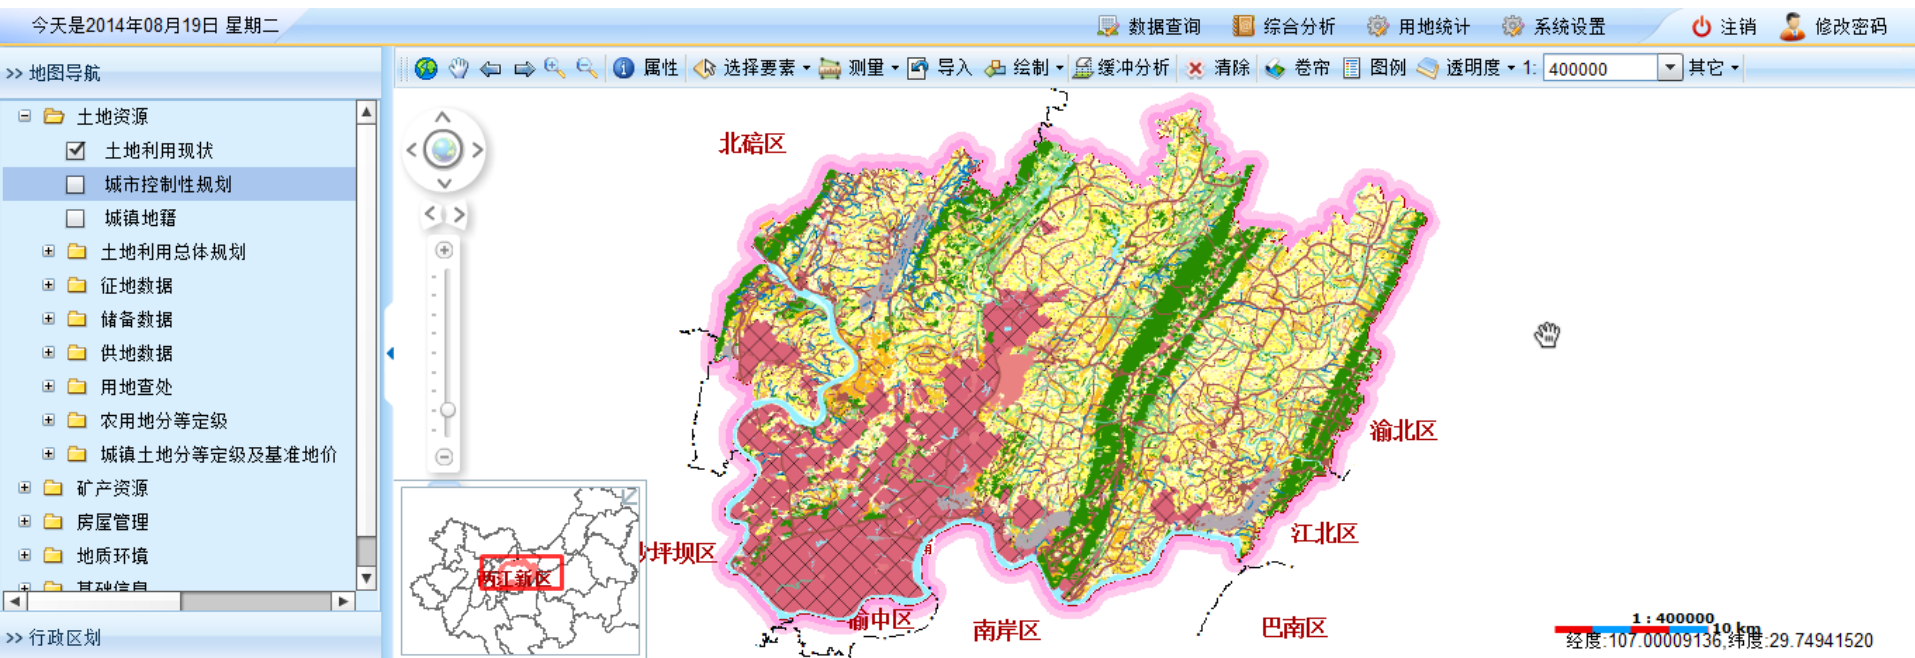 今天是2014年08月19日 星期二
数据查询 综合分析 用地统计 系统设置 注销 修改密码
>> 地图导航
属性 选择要素 测量 导入 绘制 缓冲分析 清除 卷帘 图例 透明度 1: 400000 其它
土地资源
土地利用现状
城市控制性规划
城镇地籍
土地利用总体规划
征地数据
储备数据
供地数据
用地查处
农用地分等定级
城镇土地分等定级及基准地价
矿产资源
房屋管理
地质环境
基础信息
>> 行政区划
北碚区
渝北区
江北区
沙坪坝区
渝中区
南岸区
巴南区
两江新区
1 : 400000
10 km
经度:107.00009136,纬度:29.74941520